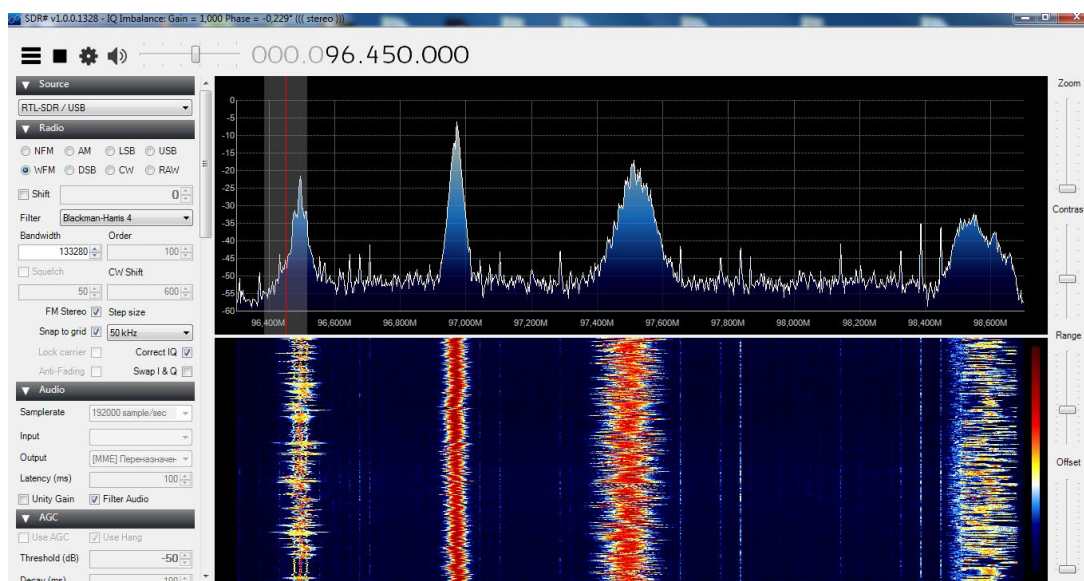 SDR# v1.0.0.1328 - IQ Imbalance: Gain = 1,000 Phase = -0,229° ((( stereo )))
000.096.450.000
Source
RTL-SDR / USB
Radio
NFM AM LSB USB
WFM DSB CW RAW
Shift 0
Filter Blackman-Harris 4
Bandwidth Order
133280 100
Squelch CW Shift
50 600
FM Stereo Step size
Snap to grid 50 kHz
Lock carrier Correct IQ
Anti-Fading Swap I & Q
Audio
Samplerate 192000 sample/sec
Input
Output [MME] Переназначен
Latency (ms) 100
Unity Gain Filter Audio
AGC
Use AGC Use Hang
Threshold (dB) -50
Decay (ms) 100
0
-5
-10
-15
-20
-25
-30
-35
-40
-45
-50
-55
-60
96,400M 96,600M 96,800M 97,000M 97,200M 97,400M 97,600M 97,800M 98,000M 98,200M 98,400M 98,600M
Zoom
Contrast
Range
Offset